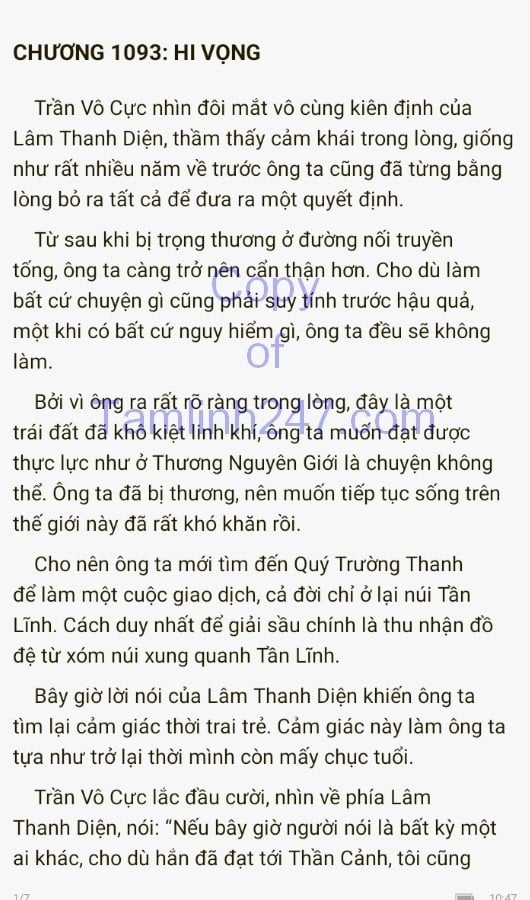 CHƯƠNG 1093: HI VỌNG
Trần Vô Cực nhìn đôi mắt vô cùng kiên định của
Lâm Thanh Diện, thầm thấy cảm khái trong lòng, giống
như rất nhiều năm về trước ông ta cũng đã từng bằng
lòng bỏ ra tất cả để đưa ra một quyết định.
Từ sau khi bị trọng thương ở đường nối truyền
tống, ông ta càng trở nên cẩn thận hơn. Cho dù làm
bất cứ chuyện gì cũng phải suy tính trước hậu quả,
một khi có bất cứ nguy hiểm gì, ông ta đều sẽ không
làm.
Bởi vì ông ra rất rõ ràng trong lòng, đây là một
trái đất đã khô kiệt linh khí, ông ta muốn đạt được
thực lực như ở Thương Nguyên Giới là chuyện không
thể. Ông ta đã bị thương, nên muốn tiếp tục sống trên
thế giới này đã rất khó khăn rồi.
Cho nên ông ta mới tìm đến Quý Trường Thanh
để làm một cuộc giao dịch, cả đời chỉ ở lại núi Tần
Lĩnh. Cách duy nhất để giải sầu chính là thu nhận đồ
đệ từ xóm núi xung quanh Tần Lĩnh.
Bây giờ lời nói của Lâm Thanh Diện khiến ông ta
tìm lại cảm giác thời trai trẻ. Cảm giác này làm ông ta
tựa như trở lại thời mình còn mấy chục tuổi.
Trần Vô Cực lắc đầu cười, nhìn về phía Lâm
Thanh Diện, nói: “Nếu bây giờ người nói là bất kỳ một
ai khác, cho dù hắn đã đạt tới Thần Cảnh, tôi cũng
Copy
of
Tamlinh247.com
1/7
10:47